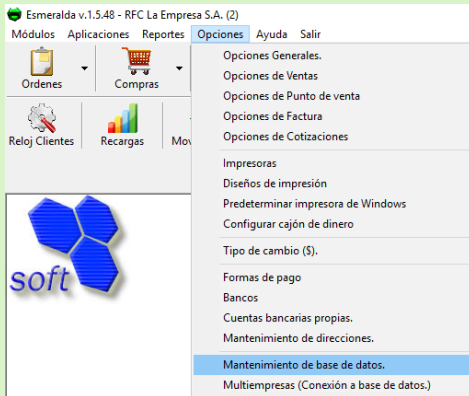 Esmeralda v.1.5.48 - RFC La Empresa S.A. (2)
Módulos Aplicaciones Reportes Opciones Ayuda Salir
Ordenes
Compras
Reloj Clientes
Recargas
Mov
soft
Opciones Generales.
Opciones de Ventas
Opciones de Punto de venta
Opciones de Factura
Opciones de Cotizaciones
Impresoras
Diseños de impresión
Predeterminar impresora de Windows
Configurar cajón de dinero
Tipo de cambio ($).
Formas de pago
Bancos
Cuentas bancarias propias.
Mantenimiento de direcciones.
Mantenimiento de base de datos.
Multiempresas (Conexión a base de datos.)